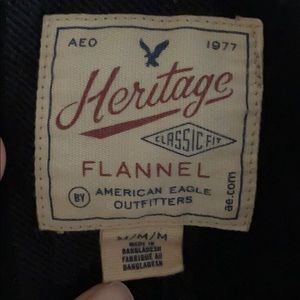 AEO 1977
Heritage
CLASSIC FIT
FLANNEL
BY AMERICAN EAGLE
OUTFITTERS
ae.com
M/M/M
MADE IN
BANGLADESH
FABRIQUÉ AU
BANGLADESH